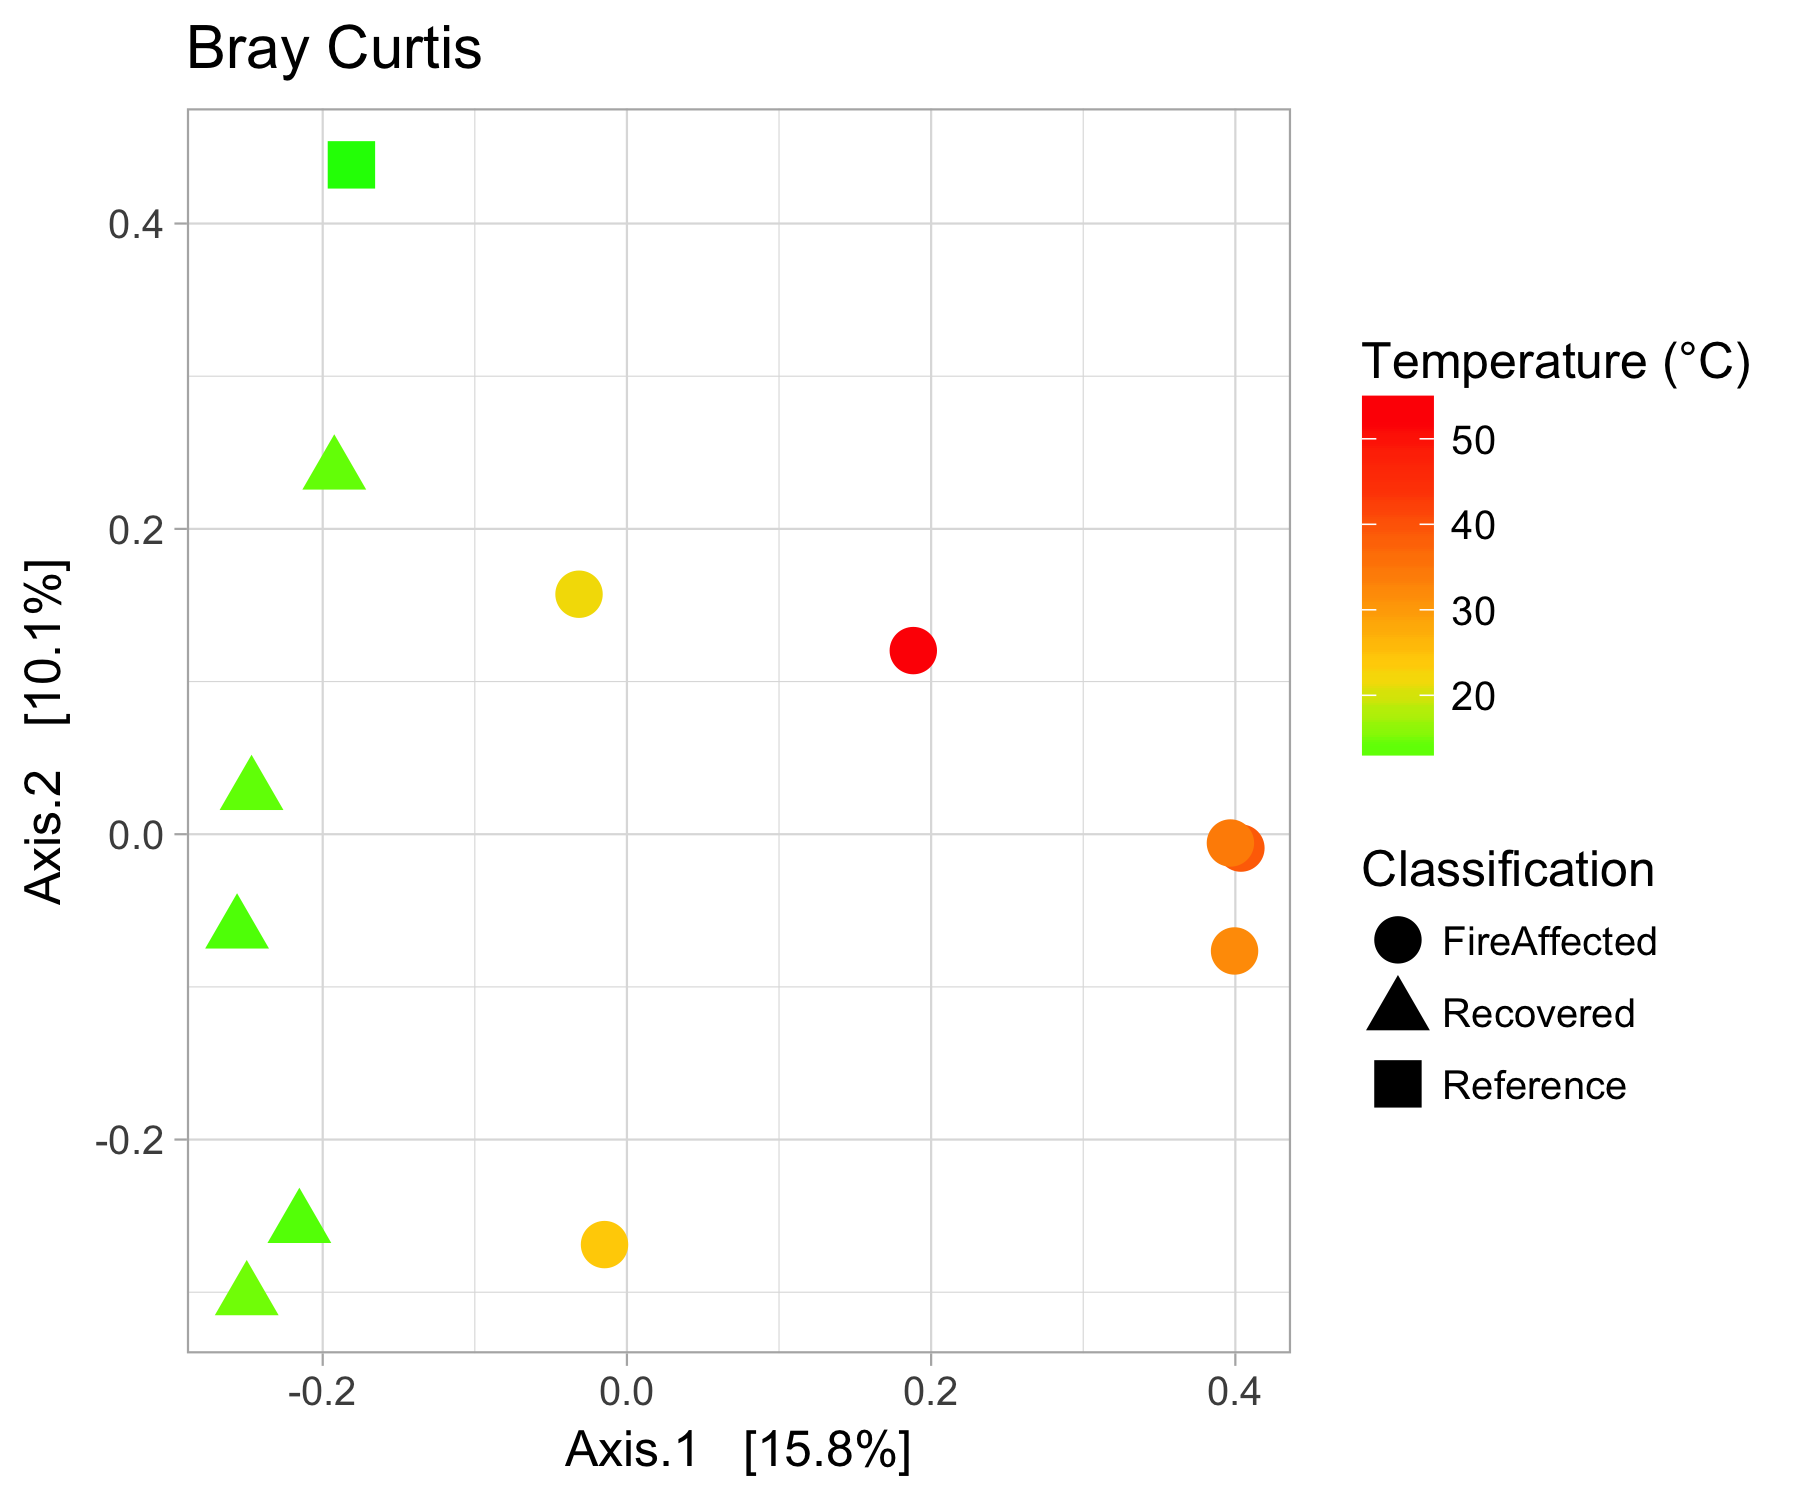 Bray Curtis
0.4
0.2
0.0
-0.2
Axis.2 [10.1%]
-0.2
0.0
0.2
0.4
Axis.1 [15.8%]
Temperature (°C)
50
40
30
20
Classification
FireAffected
Recovered
Reference